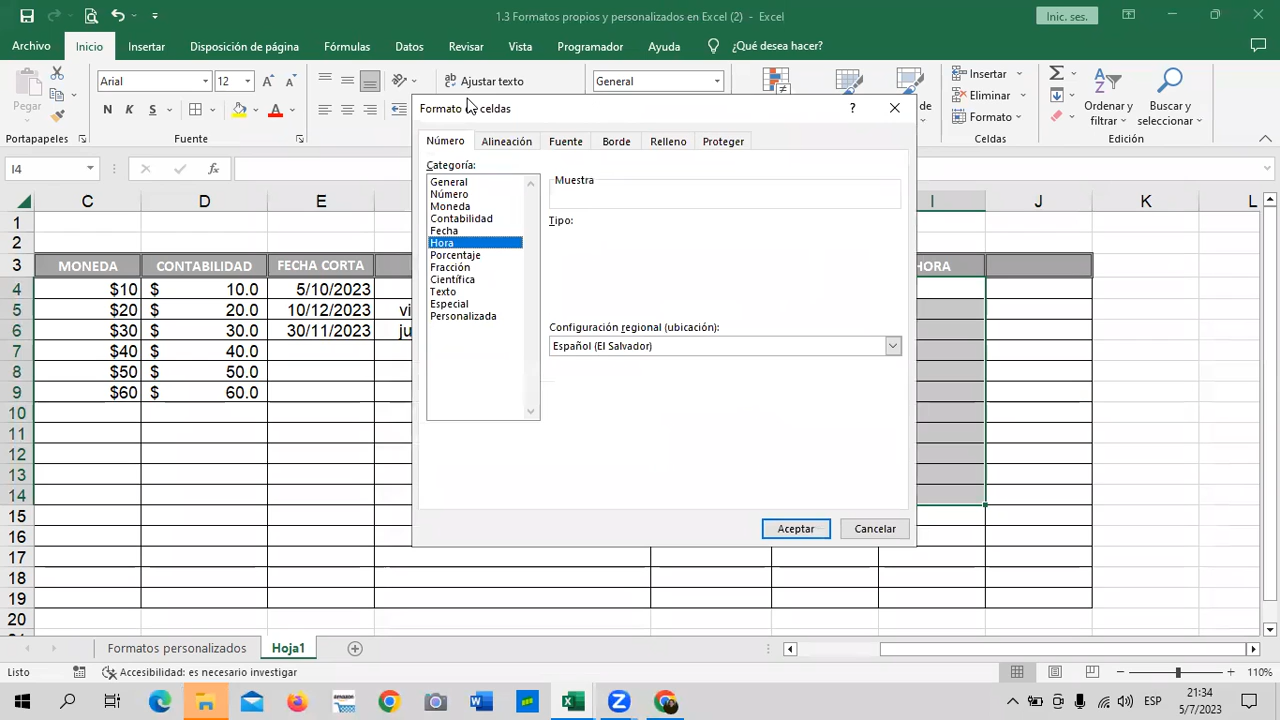 1.3 Formatos propios y personalizados en Excel (2) - Excel
Inic. ses.
Archivo Inicio Insertar Disposición de página Fórmulas Datos Revisar Vista Programador Ayuda ¿Qué desea hacer?
Pegar
Arial 12
N K S
Ajustar texto
General
Insertar
Eliminar
Formato
Ordenar y filtrar
Buscar y seleccionar
Portapapeles Fuente Celdas Edición
I4
fx
Formato de celdas
Número Alineación Fuente Borde Relleno Proteger
Categoría:
General
Número
Moneda
Contabilidad
Fecha
Hora
Porcentaje
Fracción
Científica
Texto
Especial
Personalizada
Muestra
Tipo:
Configuración regional (ubicación):
Español (El Salvador)
Aceptar Cancelar
C D E I J K L
1
2
3 MONEDA CONTABILIDAD FECHA CORTA HORA
4 $10 $ 10.0 5/10/2023
5 $20 $ 20.0 10/12/2023 vi
6 $30 $ 30.0 30/11/2023 ju
7 $40 $ 40.0
8 $50 $ 50.0
9 $60 $ 60.0
10
11
12
13
14
15
16
17
18
19
20
Formatos personalizados Hoja1
Listo Accesibilidad: es necesario investigar 110%
ESP
21:34
5/7/2023